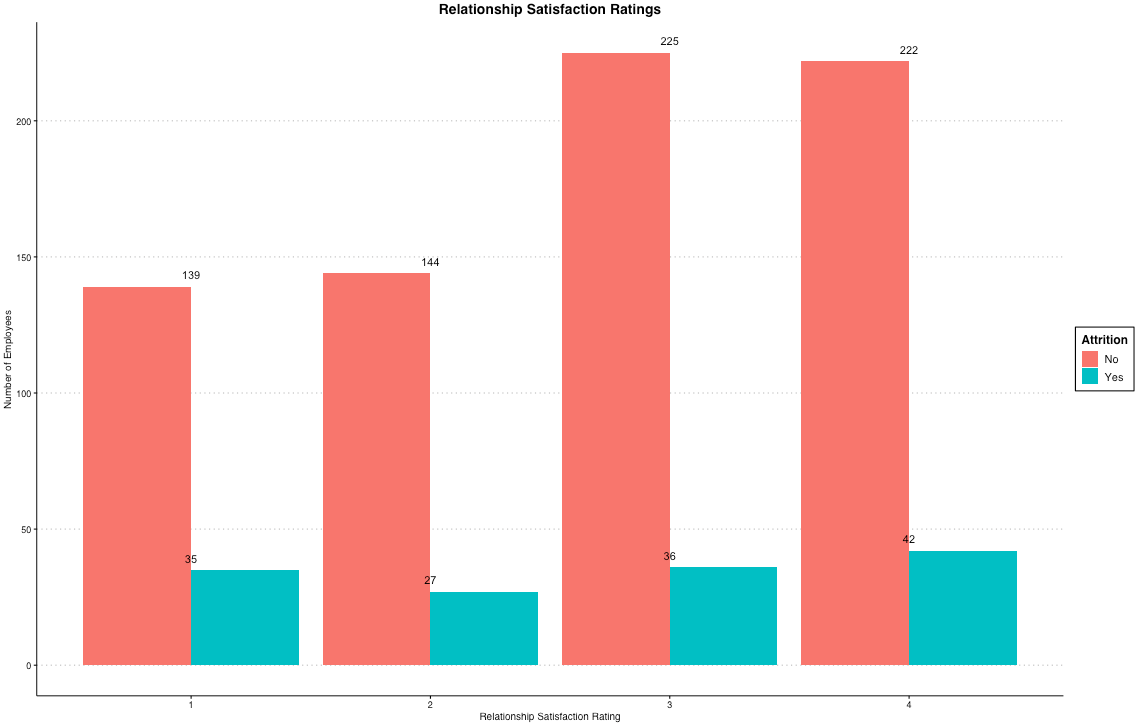 Relationship Satisfaction Ratings
225
222
200
150
144
139
Number of Employees
100
50
42
36
35
27
0
1 2 3 4
Relationship Satisfaction Rating
Attrition
No
Yes